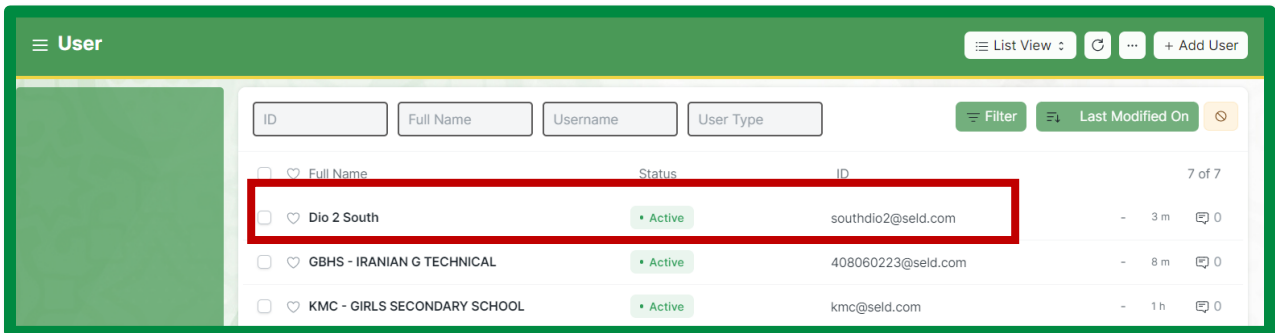 User
List View
...
+ Add User
ID
Full Name
Username
User Type
Filter
Last Modified On
Full Name Status ID 7 of 7
Dio 2 South • Active southdio2@seld.com - 3 m 0
GBHS - IRANIAN G TECHNICAL • Active 408060223@seld.com - 8 m 0
KMC - GIRLS SECONDARY SCHOOL • Active kmc@seld.com - 1 h 0